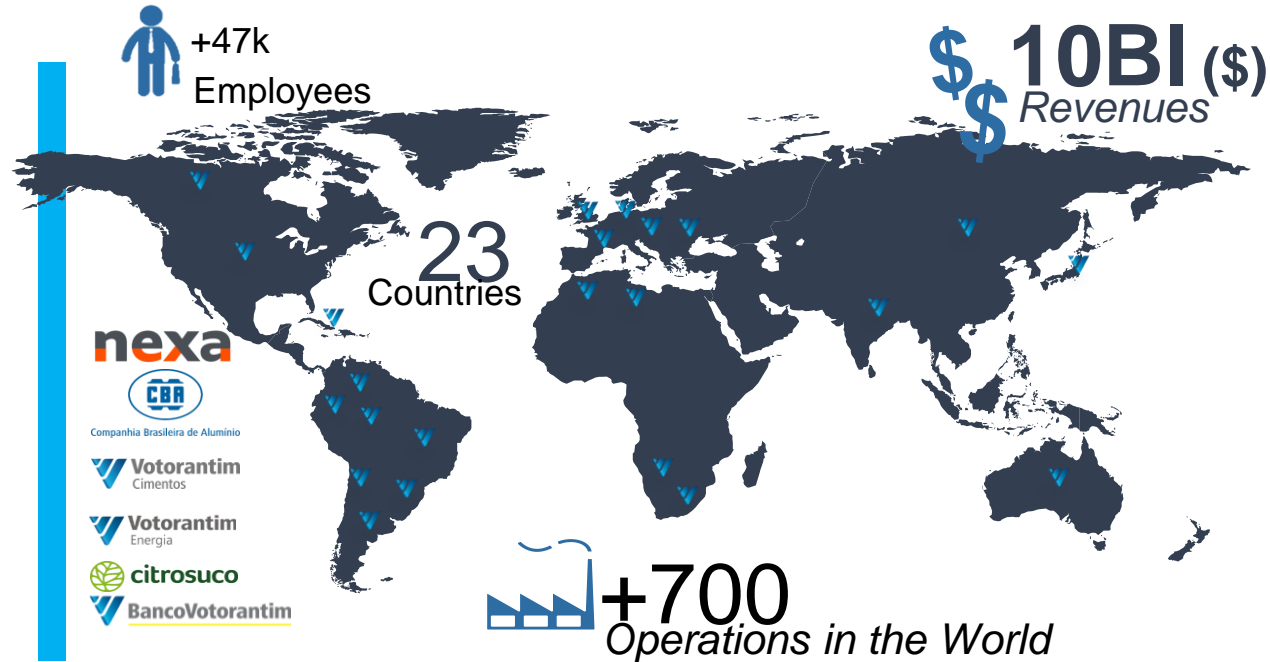 +47k
Employees
$
$
10BI ($)
Revenues
23
Countries
nexa
CBA
Companhia Brasileira de Alumínio
Votorantim
Cimentos
Votorantim
Energia
citrosuco
BancoVotorantim
+700
Operations in the World